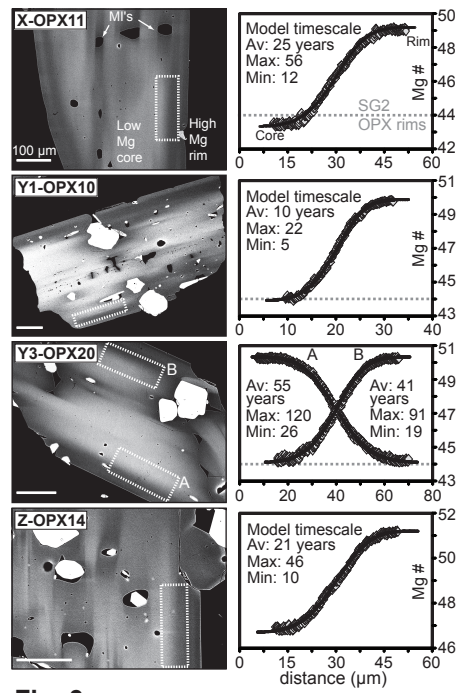 X-OPX11
MI's
Low
Mg
core
High
Mg
rim
100 µm
Model timescale
Av: 25 years
Max: 56
Min: 12
Rim
SG2
OPX rims
Core
50
48
46
44
42
Mg #
0 15 30 45 60
Y1-OPX10
Model timescale
Av: 10 years
Max: 22
Min: 5
51
49
47
45
43
Mg #
0 10 20 30 40
Y3-OPX20
B
A
A B
Av: 55
years
Max: 120
Min: 26
Av: 41
years
Max: 91
Min: 19
51
49
47
45
43
Mg #
0 20 40 60 80
Z-OPX14
Model timescale
Av: 21 years
Max: 46
Min: 10
52
50
48
46
Mg #
0 15 30 45 60
distance (µm)